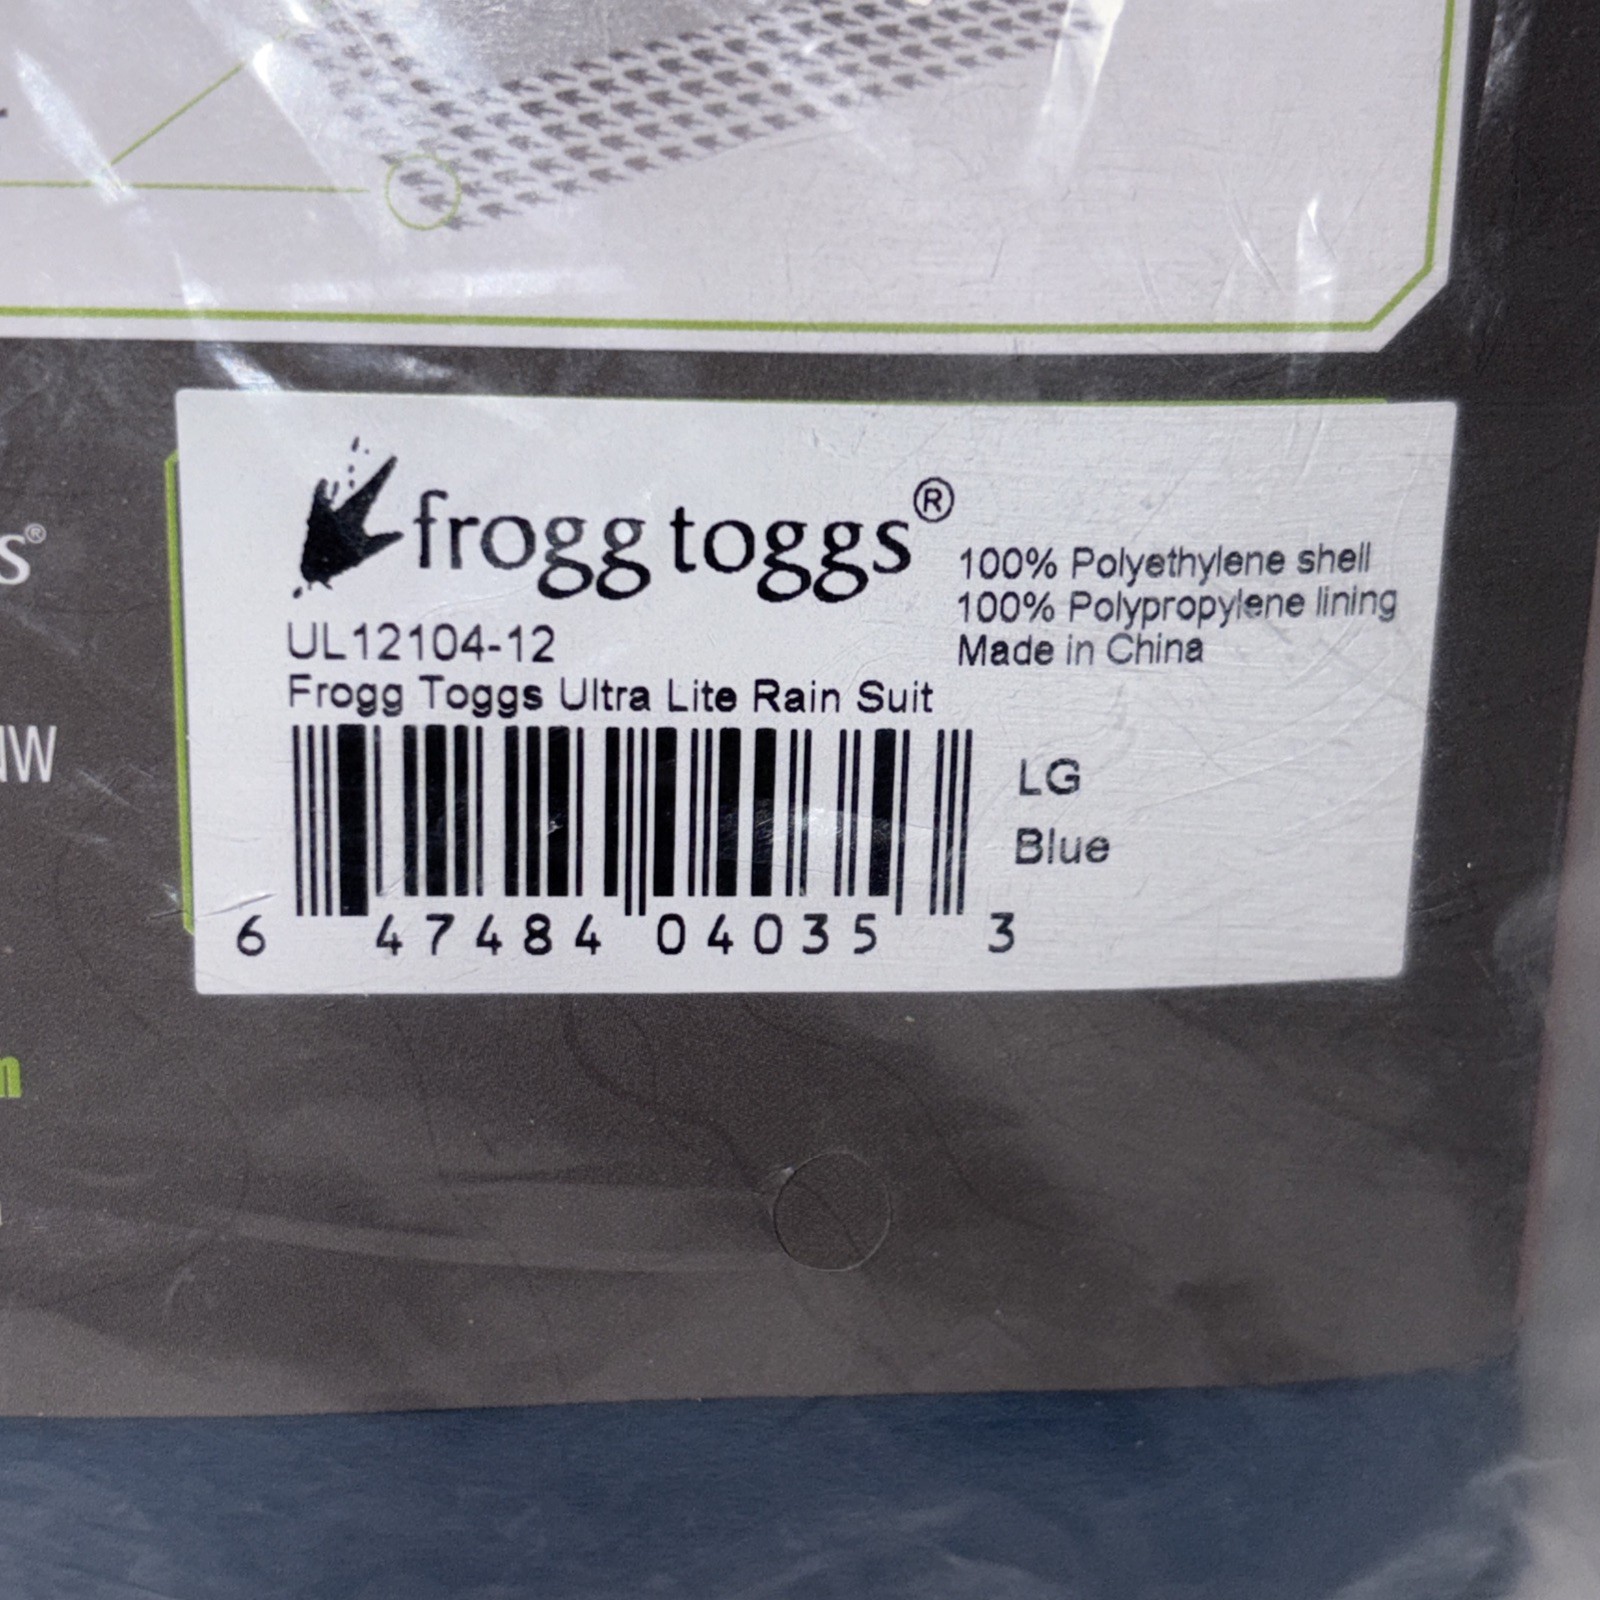 frogg toggs®
100% Polyethylene shell
100% Polypropylene lining
Made in China
UL12104-12
Frogg Toggs Ultra Lite Rain Suit
LG
Blue
6 47484 04035 3
s®
NW